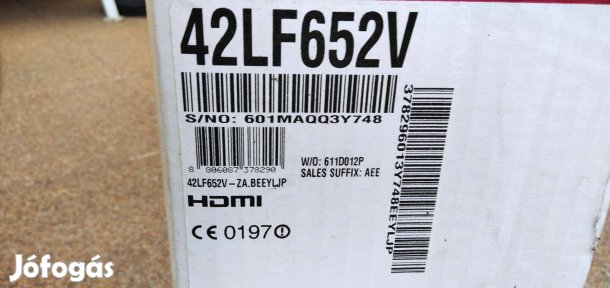 42LF652V
S/NO: 601MAQQ3Y748
8 806087 378290
W/O: 611D012P
SALES SUFFIX: AEE
42LF652V-ZA.BEEYLJP
HDMI
CE 0197
378296013Y748EEYLJP
Jófogás